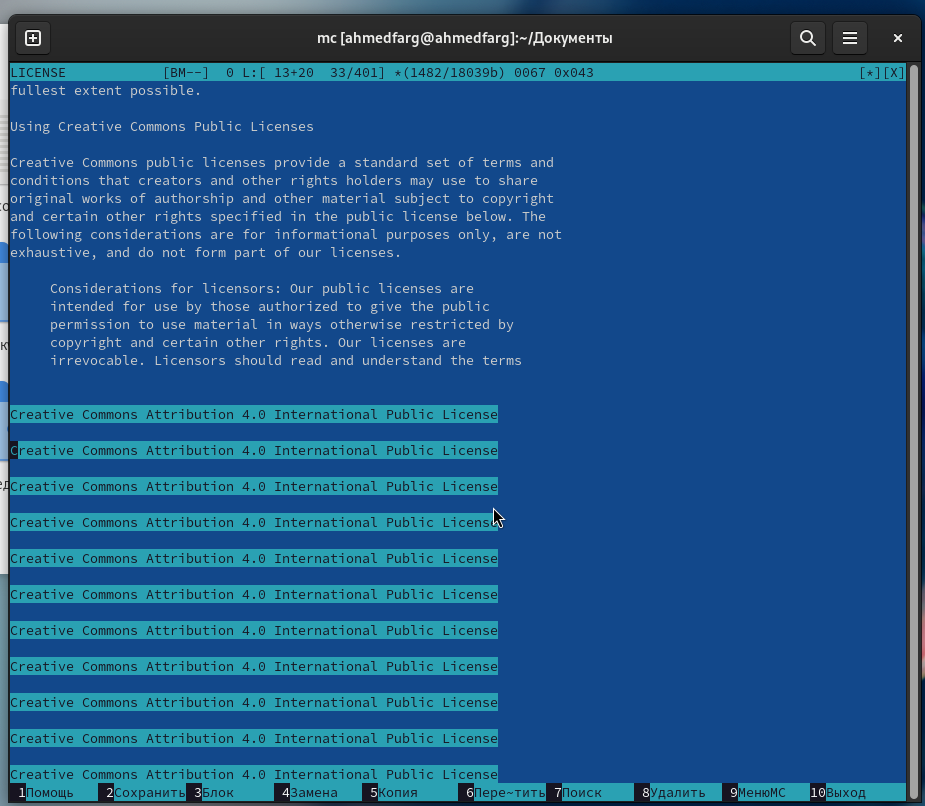 mc [ahmedfarg@ahmedfarg]:~/Документы
LICENSE [BM--] 0 L:[ 13+20 33/401] *(1482/18039b) 0067 0x043 [*][X]
fullest extent possible.
Using Creative Commons Public Licenses
Creative Commons public licenses provide a standard set of terms and
conditions that creators and other rights holders may use to share
original works of authorship and other material subject to copyright
and certain other rights specified in the public license below. The
following considerations are for informational purposes only, are not
exhaustive, and do not form part of our licenses.
Considerations for licensors: Our public licenses are
intended for use by those authorized to give the public
permission to use material in ways otherwise restricted by
copyright and certain other rights. Our licenses are
irrevocable. Licensors should read and understand the terms
Creative Commons Attribution 4.0 International Public License
Creative Commons Attribution 4.0 International Public License
Creative Commons Attribution 4.0 International Public License
Creative Commons Attribution 4.0 International Public License
Creative Commons Attribution 4.0 International Public License
Creative Commons Attribution 4.0 International Public License
Creative Commons Attribution 4.0 International Public License
Creative Commons Attribution 4.0 International Public License
Creative Commons Attribution 4.0 International Public License
Creative Commons Attribution 4.0 International Public License
Creative Commons Attribution 4.0 International Public License
1Помощь 2Сохранить 3Блок 4Замена 5Копия 6Пере~тить 7Поиск 8Удалить 9МенюMC 10Выход